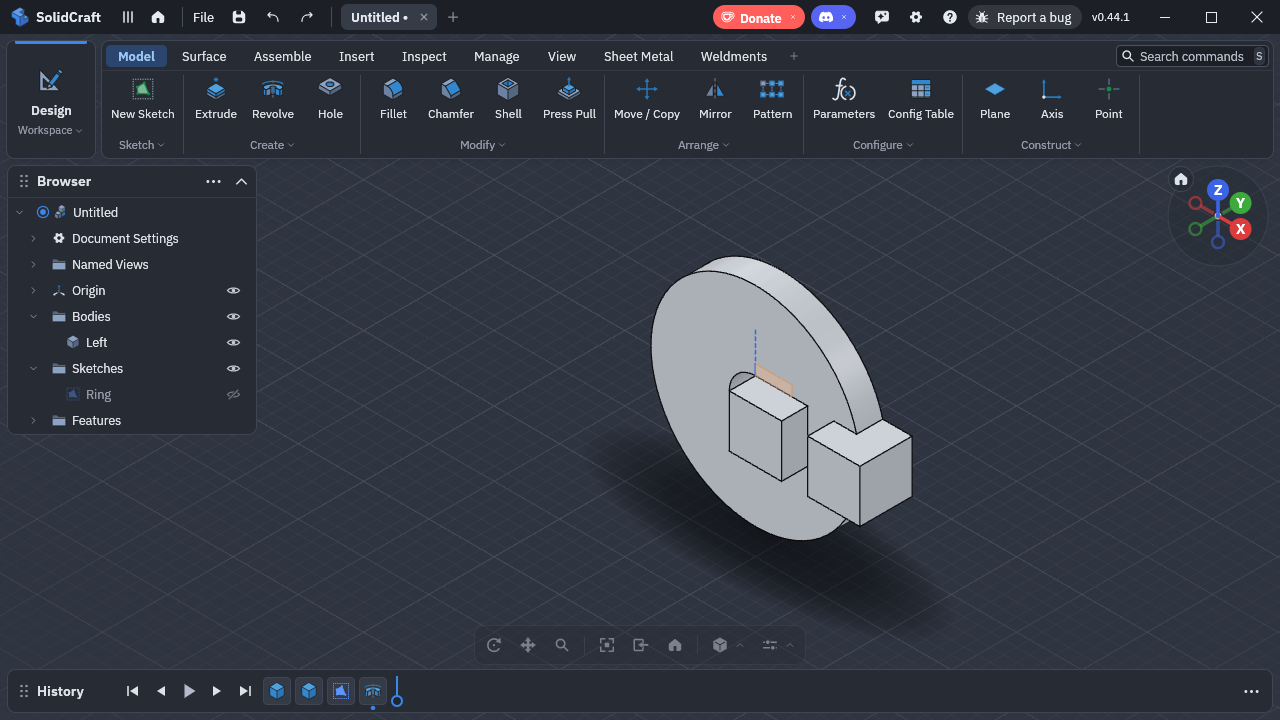 SolidCraft
File
Untitled •
Donate
Report a bug
v0.44.1
Design
Workspace
Model
Surface
Assemble
Insert
Inspect
Manage
View
Sheet Metal
Weldments
Search commands
S
New Sketch
Extrude
Revolve
Hole
Fillet
Chamfer
Shell
Press Pull
Move / Copy
Mirror
Pattern
Parameters
Config Table
Plane
Axis
Point
Sketch
Create
Modify
Arrange
Configure
Construct
Browser
Untitled
Document Settings
Named Views
Origin
Bodies
Left
Sketches
Ring
Features
Z
Y
X
History